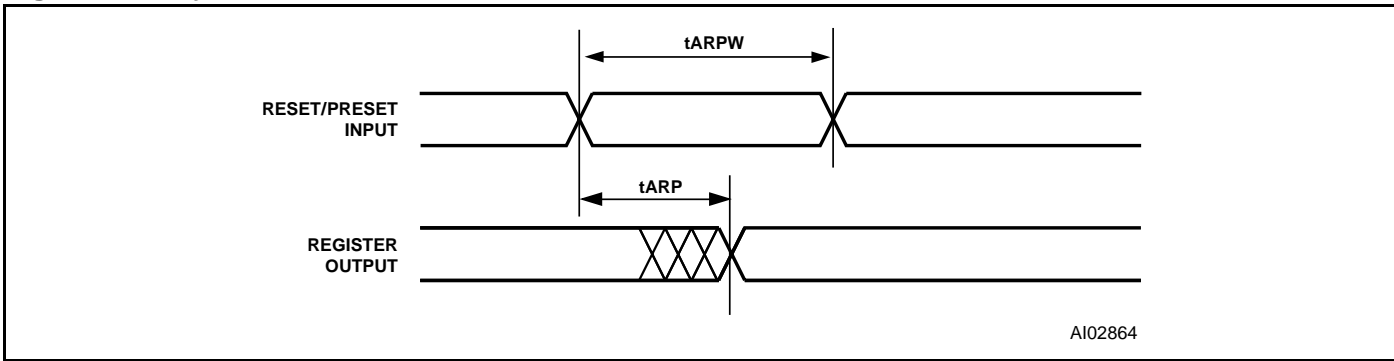 tARPW
RESET/PRESET
INPUT
tARP
REGISTER
OUTPUT
AI02864